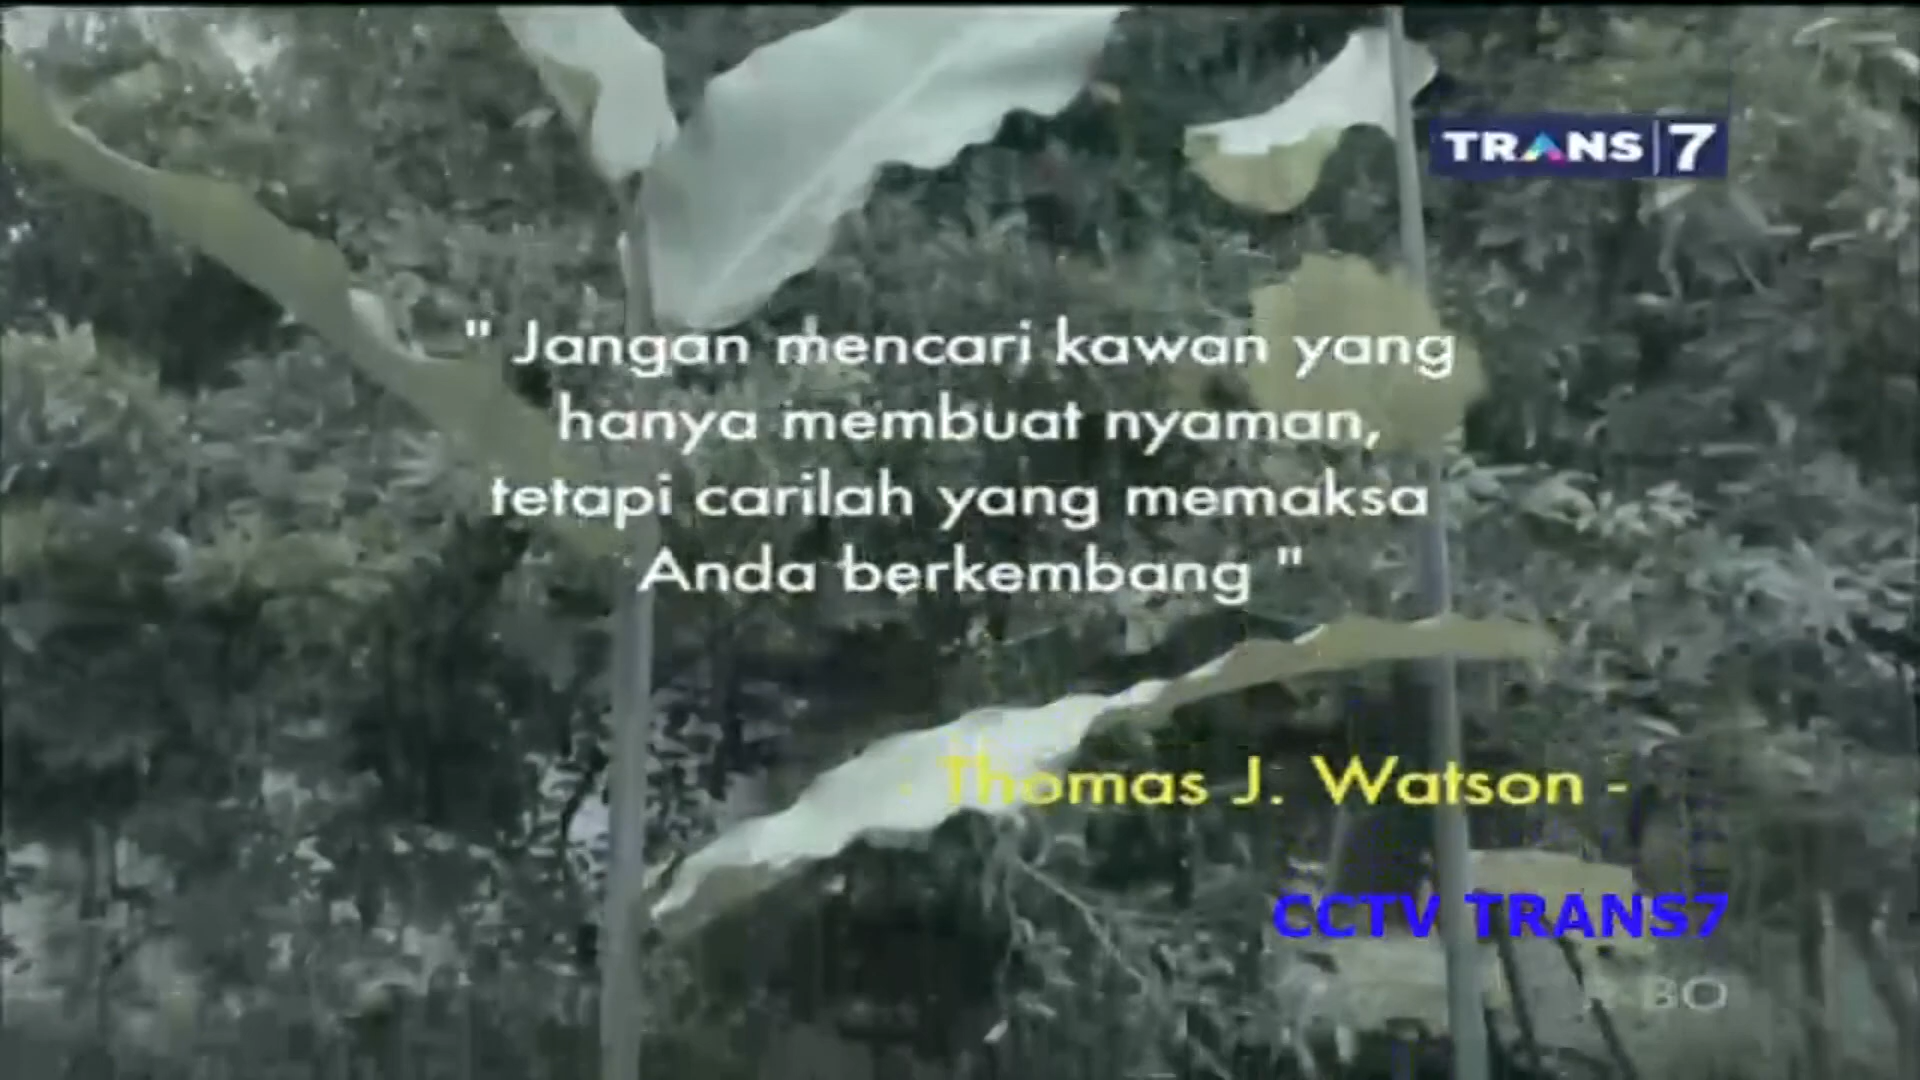 TRANS|7
" Jangan mencari kawan yang
hanya membuat nyaman,
tetapi carilah yang memaksa
Anda berkembang "
- Thomas J. Watson -
CCTV TRANS7